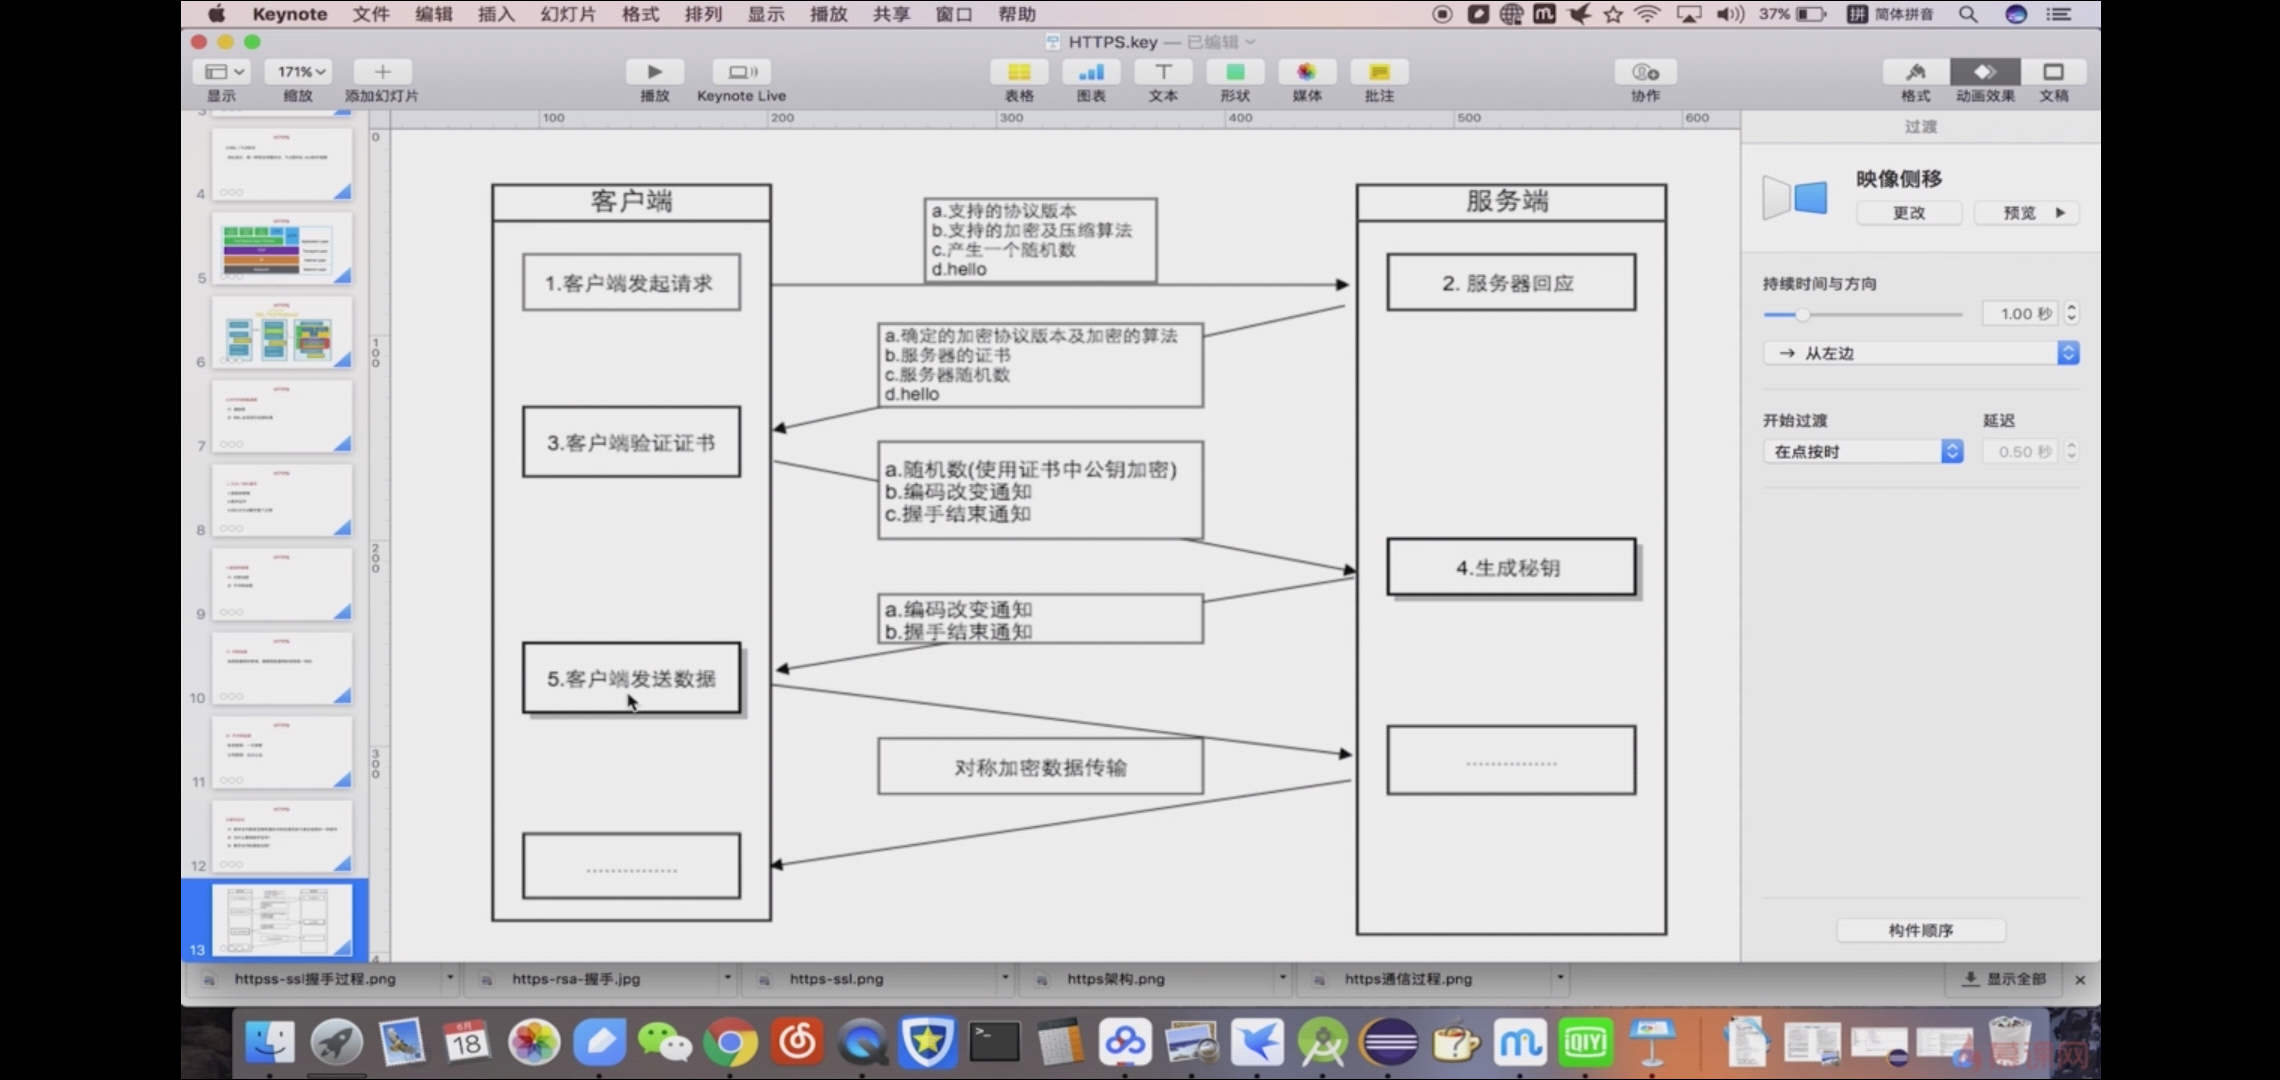 Keynote 文件 编辑 插入 幻灯片 格式 排列 显示 播放 共享 窗口 帮助 37% 拼 简体拼音
HTTPS.key — 已编辑
171%
显示 缩放 添加幻灯片 播放 Keynote Live 表格 图表 文本 形状 媒体 批注 协作 格式 动画效果 文稿
100 200 300 400 500 600
过渡
映像侧移
更改 预览
持续时间与方向
1.00 秒
→ 从左边
开始过渡 延迟
在点按时 0.50 秒
构件顺序
3
4
5
6
7
8
9
10
11
12
13
0
100
200
300
4
客户端
服务端
a.支持的协议版本
b.支持的加密及压缩算法
c.产生一个随机数
d.hello
1.客户端发起请求
2. 服务器回应
a.确定的加密协议版本及加密的算法
b.服务器的证书
c.服务器随机数
d.hello
3.客户端验证证书
a.随机数(使用证书中公钥加密)
b.编码改变通知
c.握手结束通知
4.生成秘钥
a.编码改变通知
b.握手结束通知
5.客户端发送数据
对称加密数据传输
...............
...............
httpss-ssl握手过程.png https-rsa-握手.jpg https-ssl.png https架构.png https通信过程.png 显示全部
6月
18
QIYI
慕课网